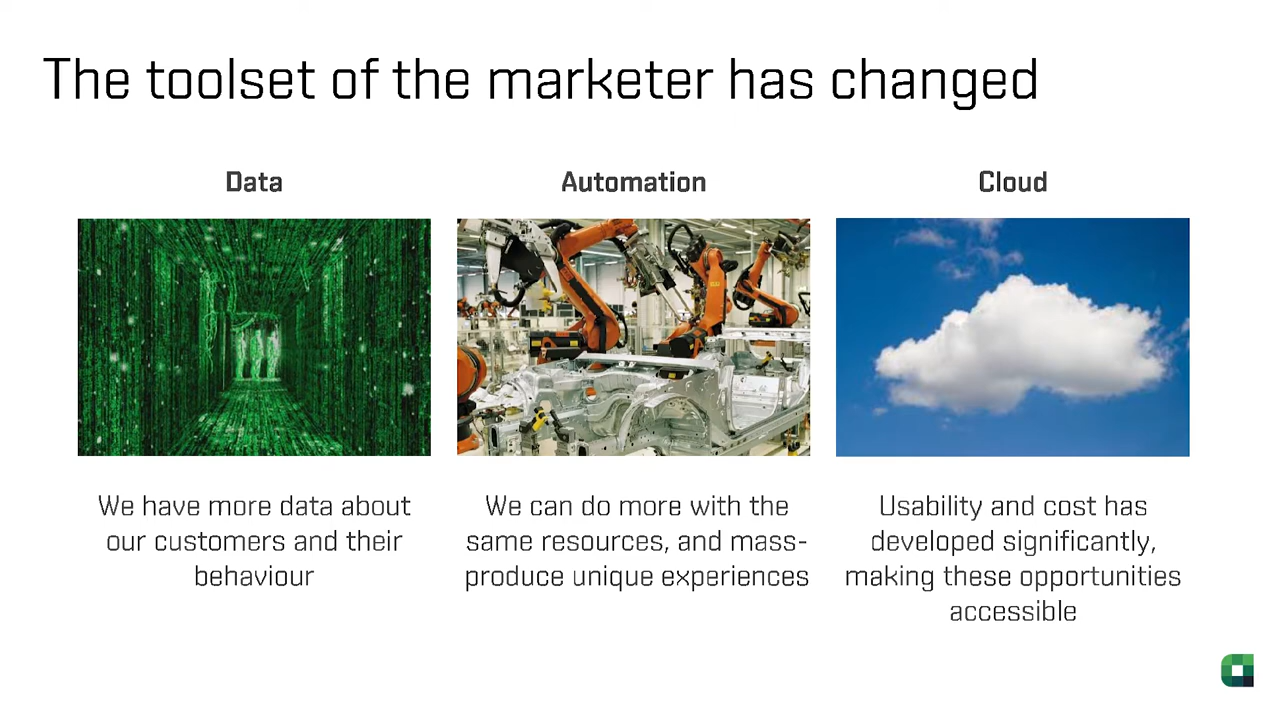 The toolset of the marketer has changed
Data
We have more data about
our customers and their
behaviour
Automation
We can do more with the
same resources, and mass-
produce unique experiences
Cloud
Usability and cost has
developed significantly,
making these opportunities
accessible